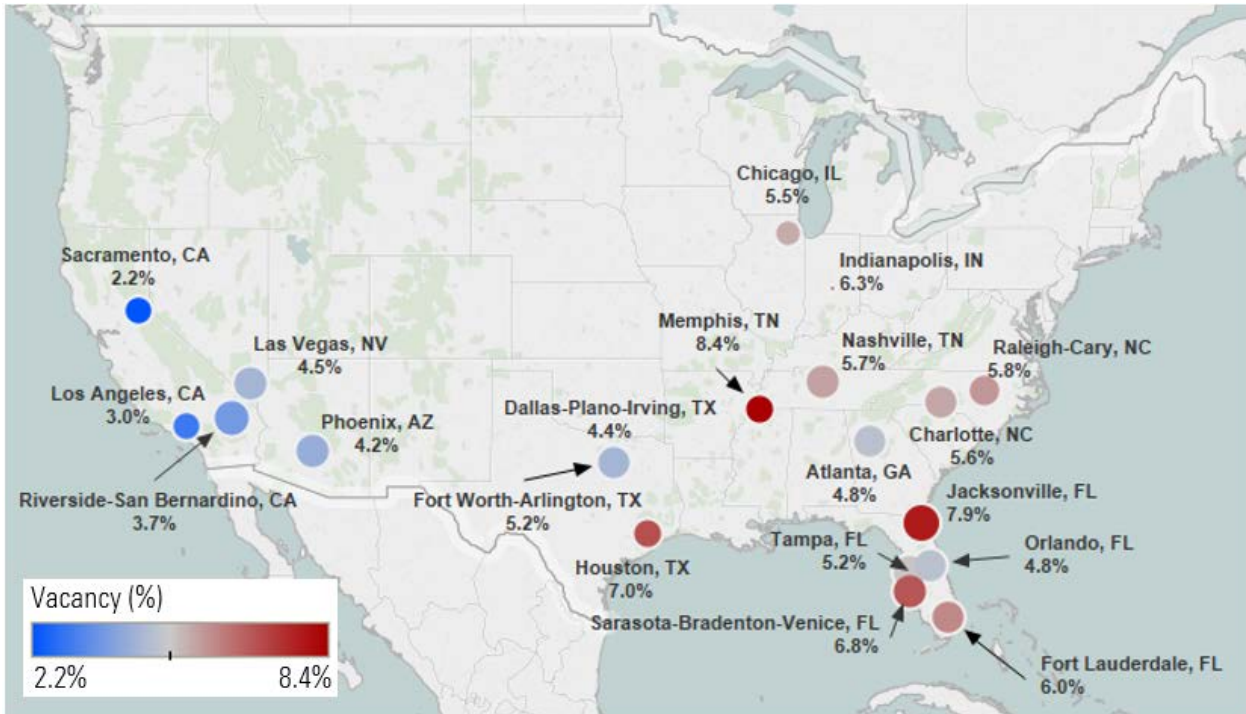 Chicago, IL
5.5%
Sacramento, CA
2.2%
Indianapolis, IN
6.3%
Memphis, TN
8.4%
Nashville, TN
5.7%
Raleigh-Cary, NC
5.8%
Las Vegas, NV
4.5%
Los Angeles, CA
3.0%
Phoenix, AZ
4.2%
Dallas-Plano-Irving, TX
4.4%
Charlotte, NC
5.6%
Atlanta, GA
4.8%
Riverside-San Bernardino, CA
3.7%
Fort Worth-Arlington, TX
5.2%
Jacksonville, FL
7.9%
Tampa, FL
5.2%
Orlando, FL
4.8%
Houston, TX
7.0%
Sarasota-Bradenton-Venice, FL
6.8%
Fort Lauderdale, FL
6.0%
Vacancy (%)
2.2%
8.4%